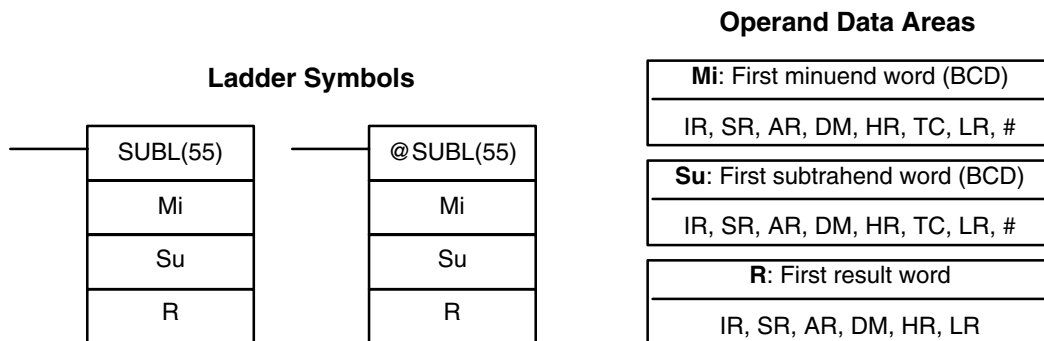 Ladder Symbols
SUBL(55)
Mi
Su
R
@SUBL(55)
Mi
Su
R
Operand Data Areas
Mi: First minuend word (BCD)
IR, SR, AR, DM, HR, TC, LR, #
Su: First subtrahend word (BCD)
IR, SR, AR, DM, HR, TC, LR, #
R: First result word
IR, SR, AR, DM, HR, LR